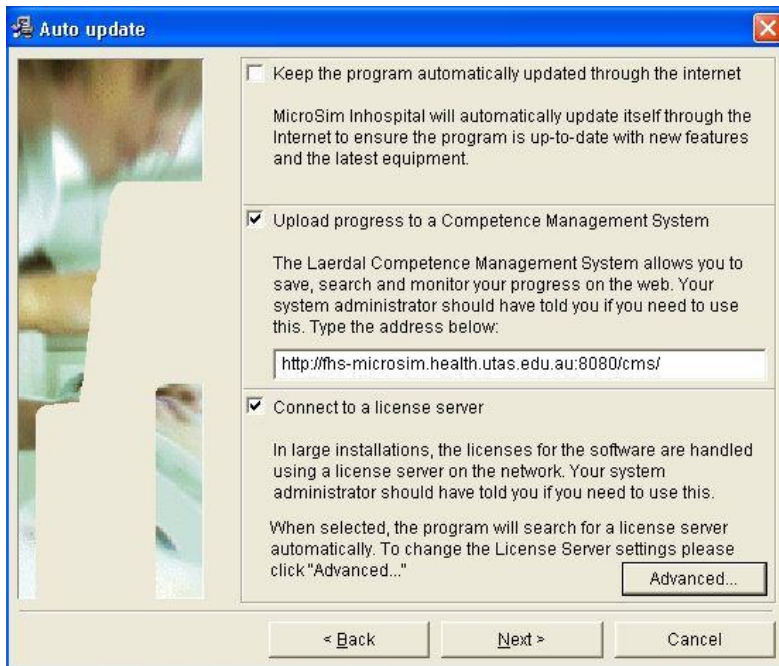 Auto update
Keep the program automatically updated through the internet
MicroSim Inhospital will automatically update itself through the
Internet to ensure the program is up-to-date with new features
and the latest equipment.
Upload progress to a Competence Management System
The Laerdal Competence Management System allows you to
save, search and monitor your progress on the web. Your
system administrator should have told you if you need to use
this. Type the address below:
http://fhs-microsim.health.utas.edu.au:8080/cms/
Connect to a license server
In large installations, the licenses for the software are handled
using a license server on the network. Your system
administrator should have told you if you need to use this.
When selected, the program will search for a license server
automatically. To change the License Server settings please
click "Advanced..."
Advanced...
< Back
Next >
Cancel